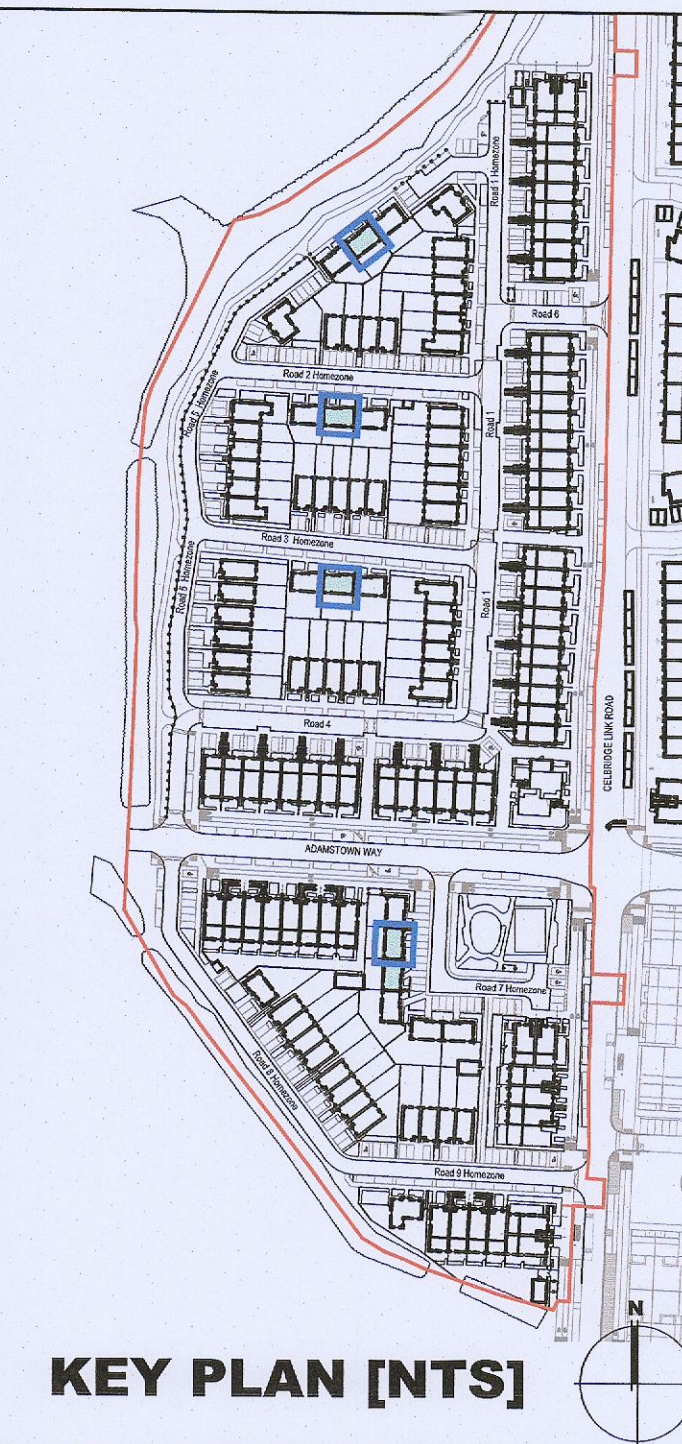 Road 1 Homezone
Road 6
Road 2 Homezone
Road 5 Homezone
Road 1
Road 3 Homezone
Road 5 Homezone
Road 1
Road 4
CELBRIDGE LINK ROAD
ADAMSTOWN WAY
Road 7 Homezone
Road 8 Homezone
Road 9 Homezone
N
KEY PLAN [NTS]